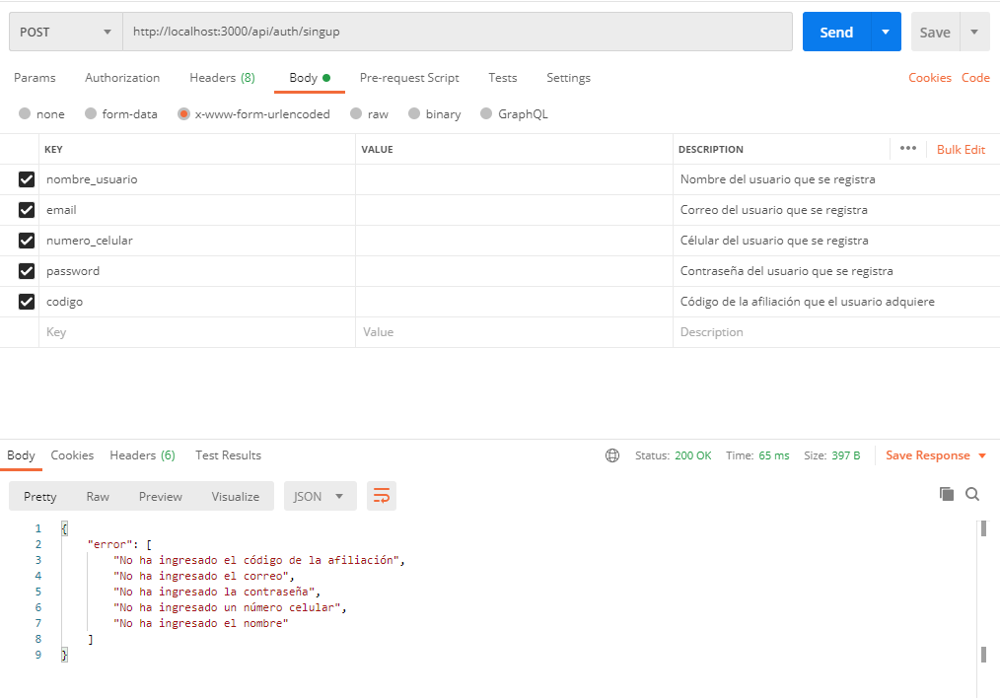 POST http://localhost:3000/api/auth/singup Send Save
Params Authorization Headers (8) Body Pre-request Script Tests Settings Cookies Code
none form-data x-www-form-urlencoded raw binary GraphQL
KEY VALUE DESCRIPTION ••• Bulk Edit
nombre_usuario Nombre del usuario que se registra
email Correo del usuario que se registra
numero_celular Célular del usuario que se registra
password Contraseña del usuario que se registra
codigo Código de la afiliación que el usuario adquiere
Key Value Description
Body Cookies Headers (6) Test Results Status: 200 OK Time: 65 ms Size: 397 B Save Response
Pretty Raw Preview Visualize JSON
1 {
2 "error": [
3 "No ha ingresado el código de la afiliación",
4 "No ha ingresado el correo",
5 "No ha ingresado la contraseña",
6 "No ha ingresado un número celular",
7 "No ha ingresado el nombre"
8 ]
9 }